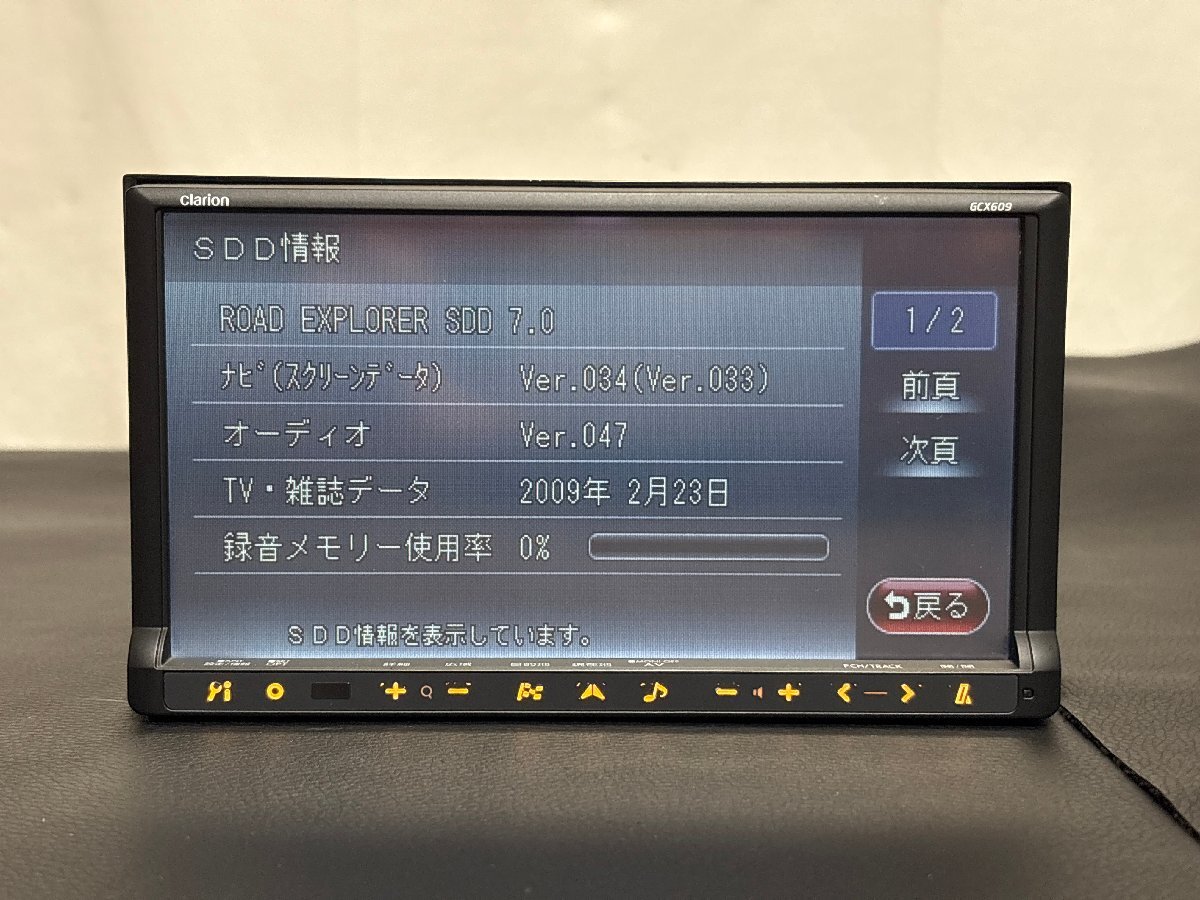 Clarion
GCX609
SDD情報
ROAD EXPLORER SDD 7.0
1/2
ﾅﾋﾞ(ｽｸﾘｰﾝﾃﾞｰﾀ) Ver.034(Ver.033)
前頁
オーディオ Ver.047
次頁
TV・雑誌データ 2009年 2月23日
録音メモリー使用率 0%
戻る
SDD情報を表示しています。
P.CH/TRACK